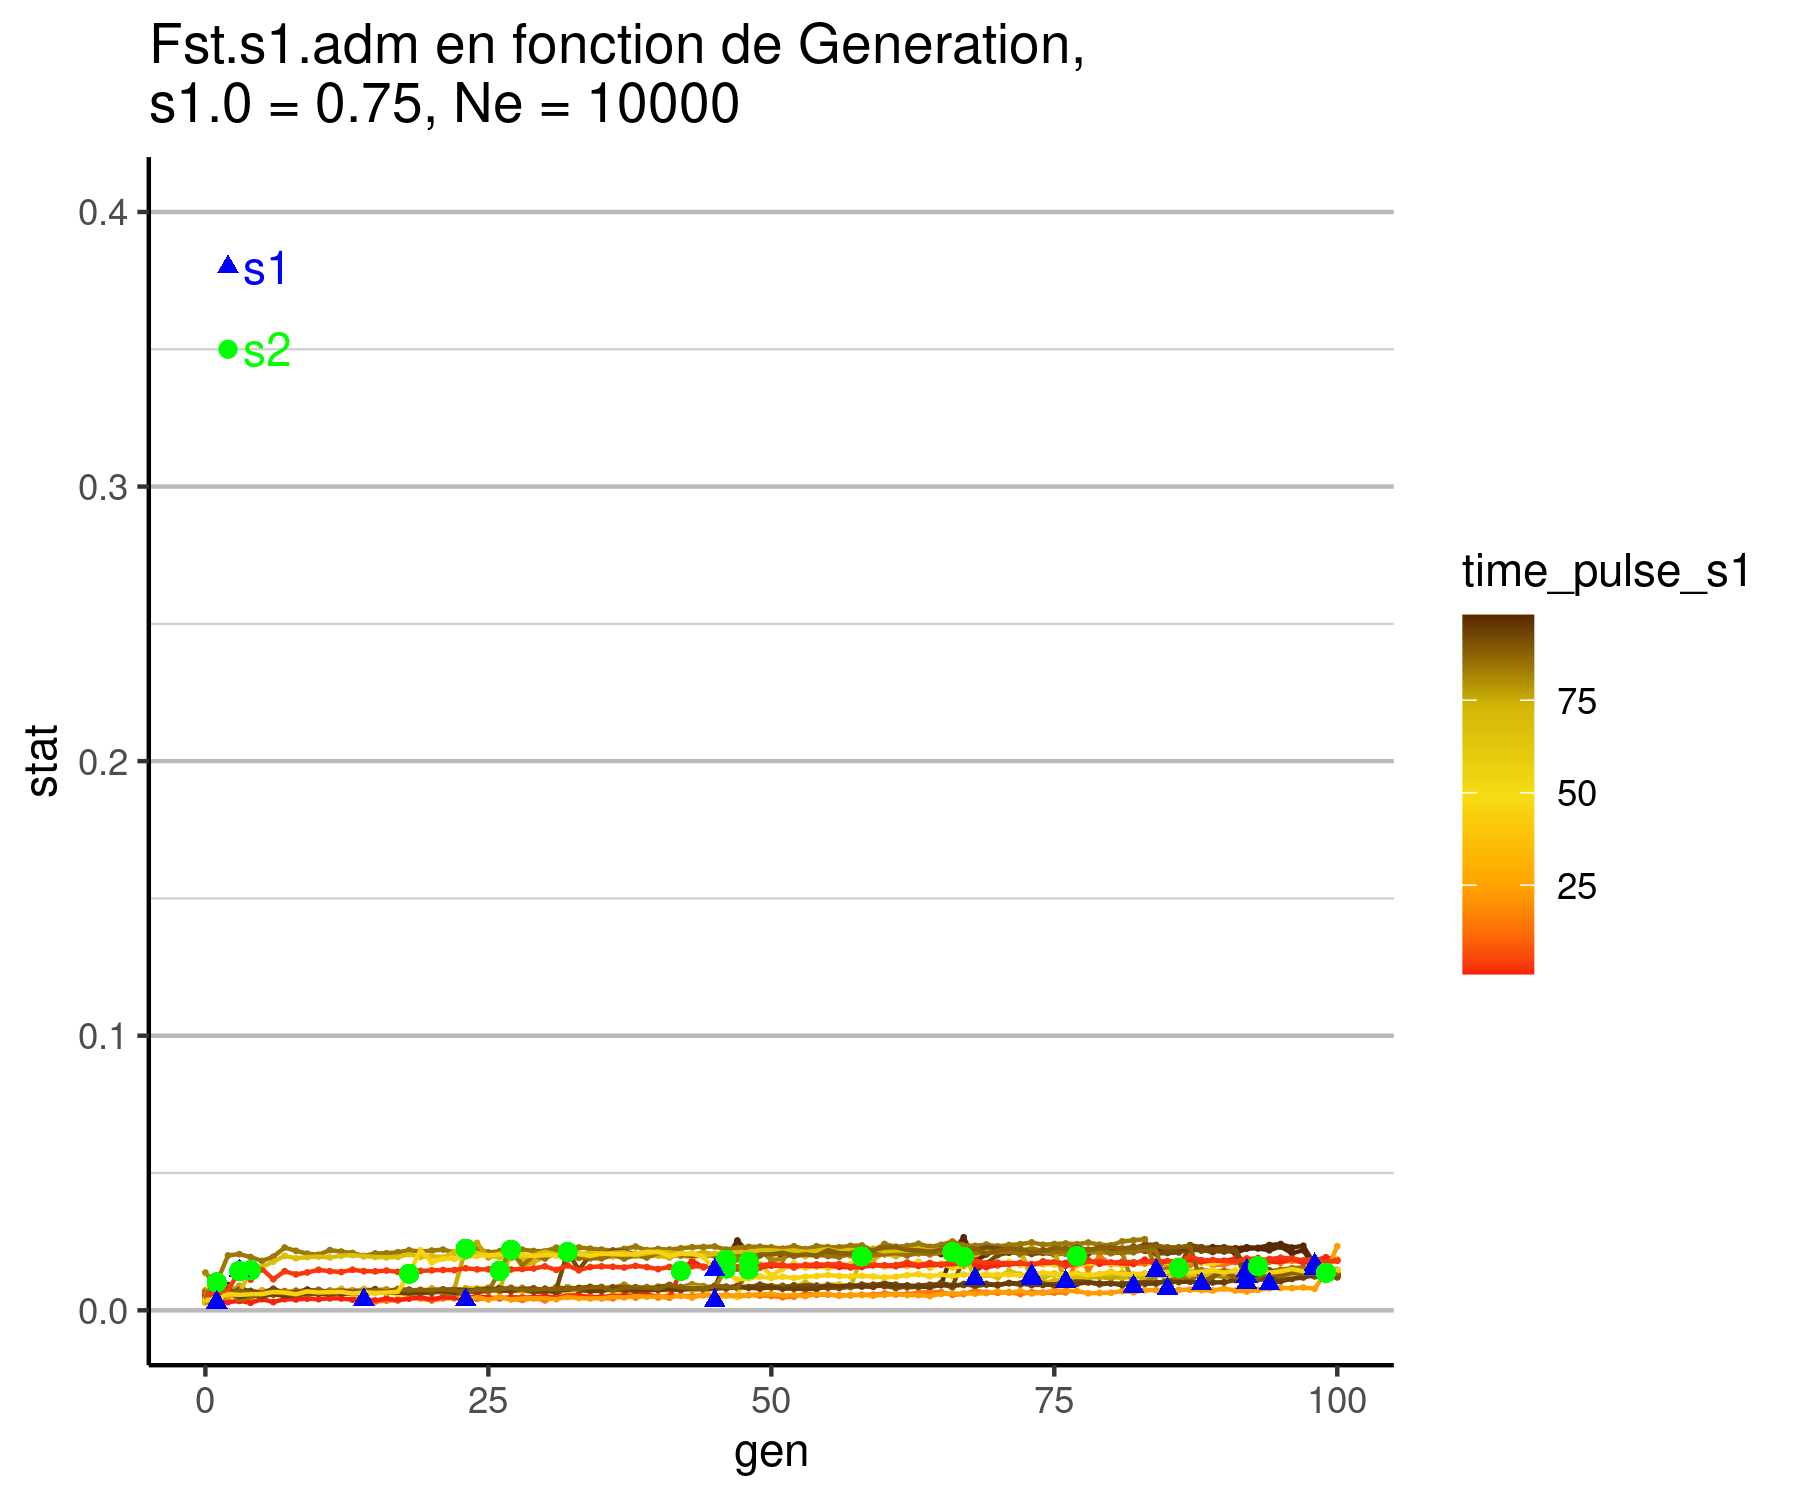 Fst.s1.adm en fonction de Generation,
s1.0 = 0.75, Ne = 10000
0.4
s1
s2
0.3
0.2
0.1
0.0
stat
0
25
50
75
100
gen
time_pulse_s1
75
50
25